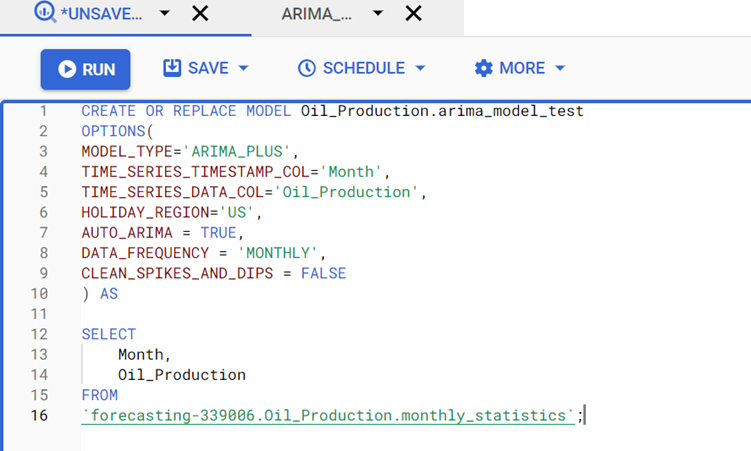 *UNSAVE...
ARIMA_...
RUN
SAVE
SCHEDULE
MORE
1 CREATE OR REPLACE MODEL Oil_Production.arima_model_test
2 OPTIONS(
3 MODEL_TYPE='ARIMA_PLUS',
4 TIME_SERIES_TIMESTAMP_COL='Month',
5 TIME_SERIES_DATA_COL='Oil_Production',
6 HOLIDAY_REGION='US',
7 AUTO_ARIMA = TRUE,
8 DATA_FREQUENCY = 'MONTHLY',
9 CLEAN_SPIKES_AND_DIPS = FALSE
10 ) AS
11
12 SELECT
13 Month,
14 Oil_Production
15 FROM
16 `forecasting-339006.Oil_Production.monthly_statistics`;